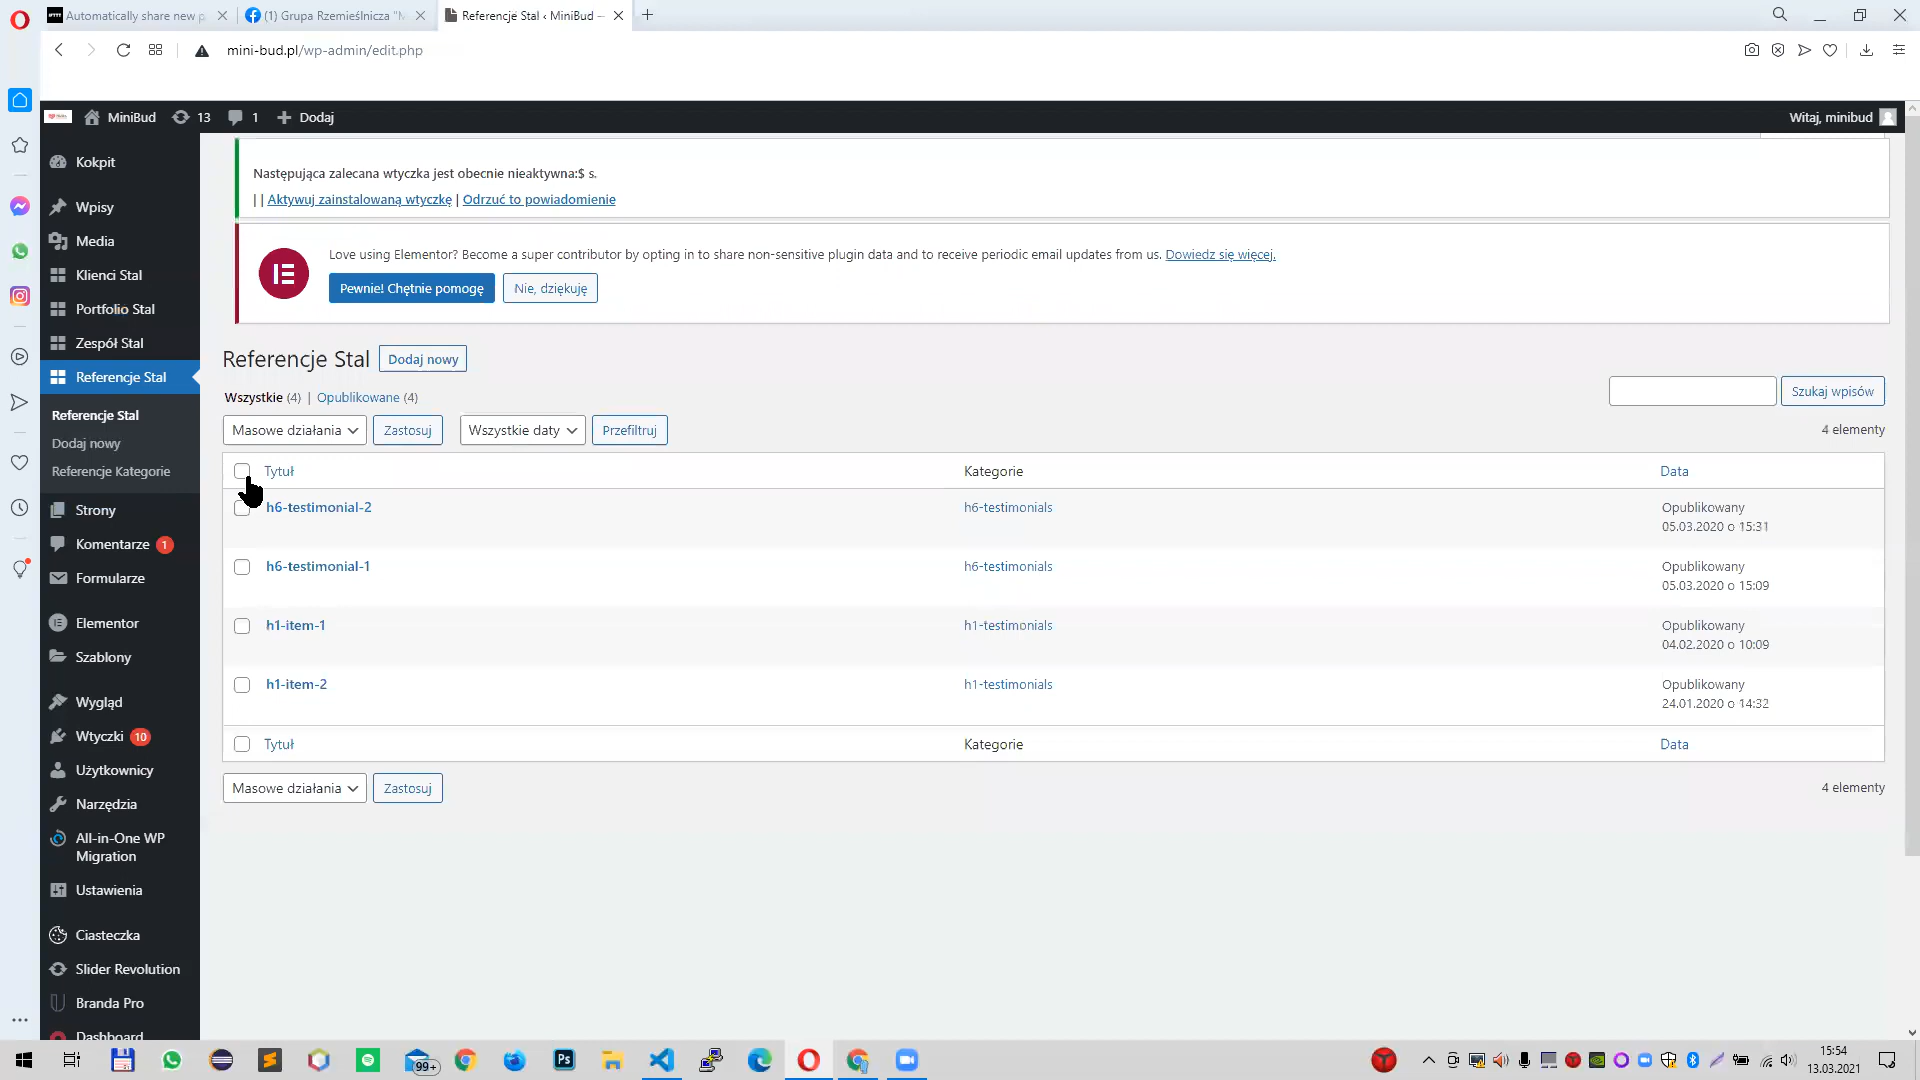 Automatically share new p
(1) Grupa Rzemieślnicza "M
Referencje Stal ‹ MiniBud —
mini-bud.pl/wp-admin/edit.php
MiniBud
13
1
Dodaj
Witaj, minibud
Kokpit
Wpisy
Media
Klienci Stal
Portfolio Stal
Zespół Stal
Referencje Stal
Referencje Stal
Dodaj nowy
Referencje Kategorie
Strony
Komentarze 1
Formularze
Elementor
Szablony
Wygląd
Wtyczki 10
Użytkownicy
Narzędzia
All-in-One WP
Migration
Ustawienia
Ciasteczka
Slider Revolution
Branda Pro
Dashboard
Następująca zalecana wtyczka jest obecnie nieaktywna:$ s.
| | Aktywuj zainstalowaną wtyczkę | Odrzuć to powiadomienie
Love using Elementor? Become a super contributor by opting in to share non-sensitive plugin data and to receive periodic email updates from us. Dowiedz się więcej.
Pewnie! Chętnie pomogę
Nie, dziękuję
Referencje Stal
Dodaj nowy
Wszystkie (4) | Opublikowane (4)
Szukaj wpisów
Masowe działania
Zastosuj
Wszystkie daty
Przefiltruj
4 elementy
Tytuł
Kategorie
Data
h6-testimonial-2
h6-testimonials
Opublikowany
05.03.2020 o 15:31
h6-testimonial-1
h6-testimonials
Opublikowany
05.03.2020 o 15:09
h1-item-1
h1-testimonials
Opublikowany
04.02.2020 o 10:09
h1-item-2
h1-testimonials
Opublikowany
24.01.2020 o 14:32
Tytuł
Kategorie
Data
Masowe działania
Zastosuj
4 elementy
99+
Ps
15:54
13.03.2021